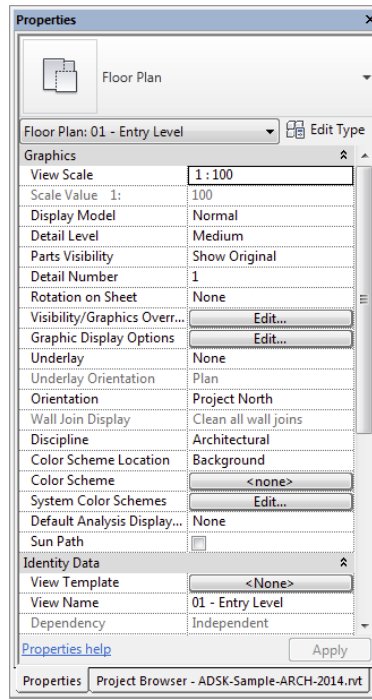 Properties
Floor Plan
Floor Plan: 01 - Entry Level Edit Type
Graphics
View Scale 1 : 100
Scale Value 1: 100
Display Model Normal
Detail Level Medium
Parts Visibility Show Original
Detail Number 1
Rotation on Sheet None
Visibility/Graphics Overr... Edit...
Graphic Display Options Edit...
Underlay None
Underlay Orientation Plan
Orientation Project North
Wall Join Display Clean all wall joins
Discipline Architectural
Color Scheme Location Background
Color Scheme <none>
System Color Schemes Edit...
Default Analysis Display... None
Sun Path
Identity Data
View Template <None>
View Name 01 - Entry Level
Dependency Independent
Properties help Apply
Properties Project Browser - ADSK-Sample-ARCH-2014.rvt